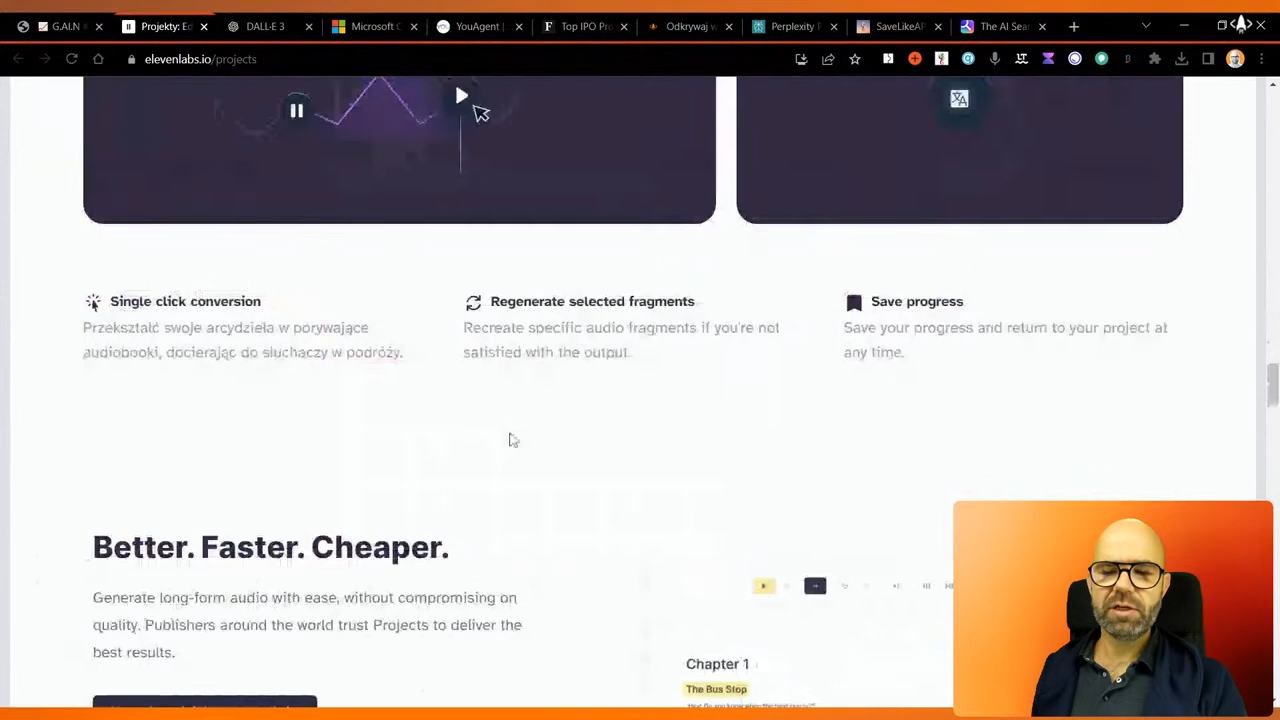 G.ALN
Projekty: Ed
DALL-E 3
Microsoft C
YouAgent |
Top IPO Pro
Odkrywaj w
Perplexity
SaveLikeAP
The AI Sear
elevenlabs.io/projects
Single click conversion
Przekształć swoje arcydzieła w porywające
audiobooki, docierając do słuchaczy w podróży.
Regenerate selected fragments
Recreate specific audio fragments if you're not
satisfied with the output.
Save progress
Save your progress and return to your project at
any time.
Better. Faster. Cheaper.
Generate long-form audio with ease, without compromising on
quality. Publishers around the world trust Projects to deliver the
best results.
Chapter 1
The Bus Stop